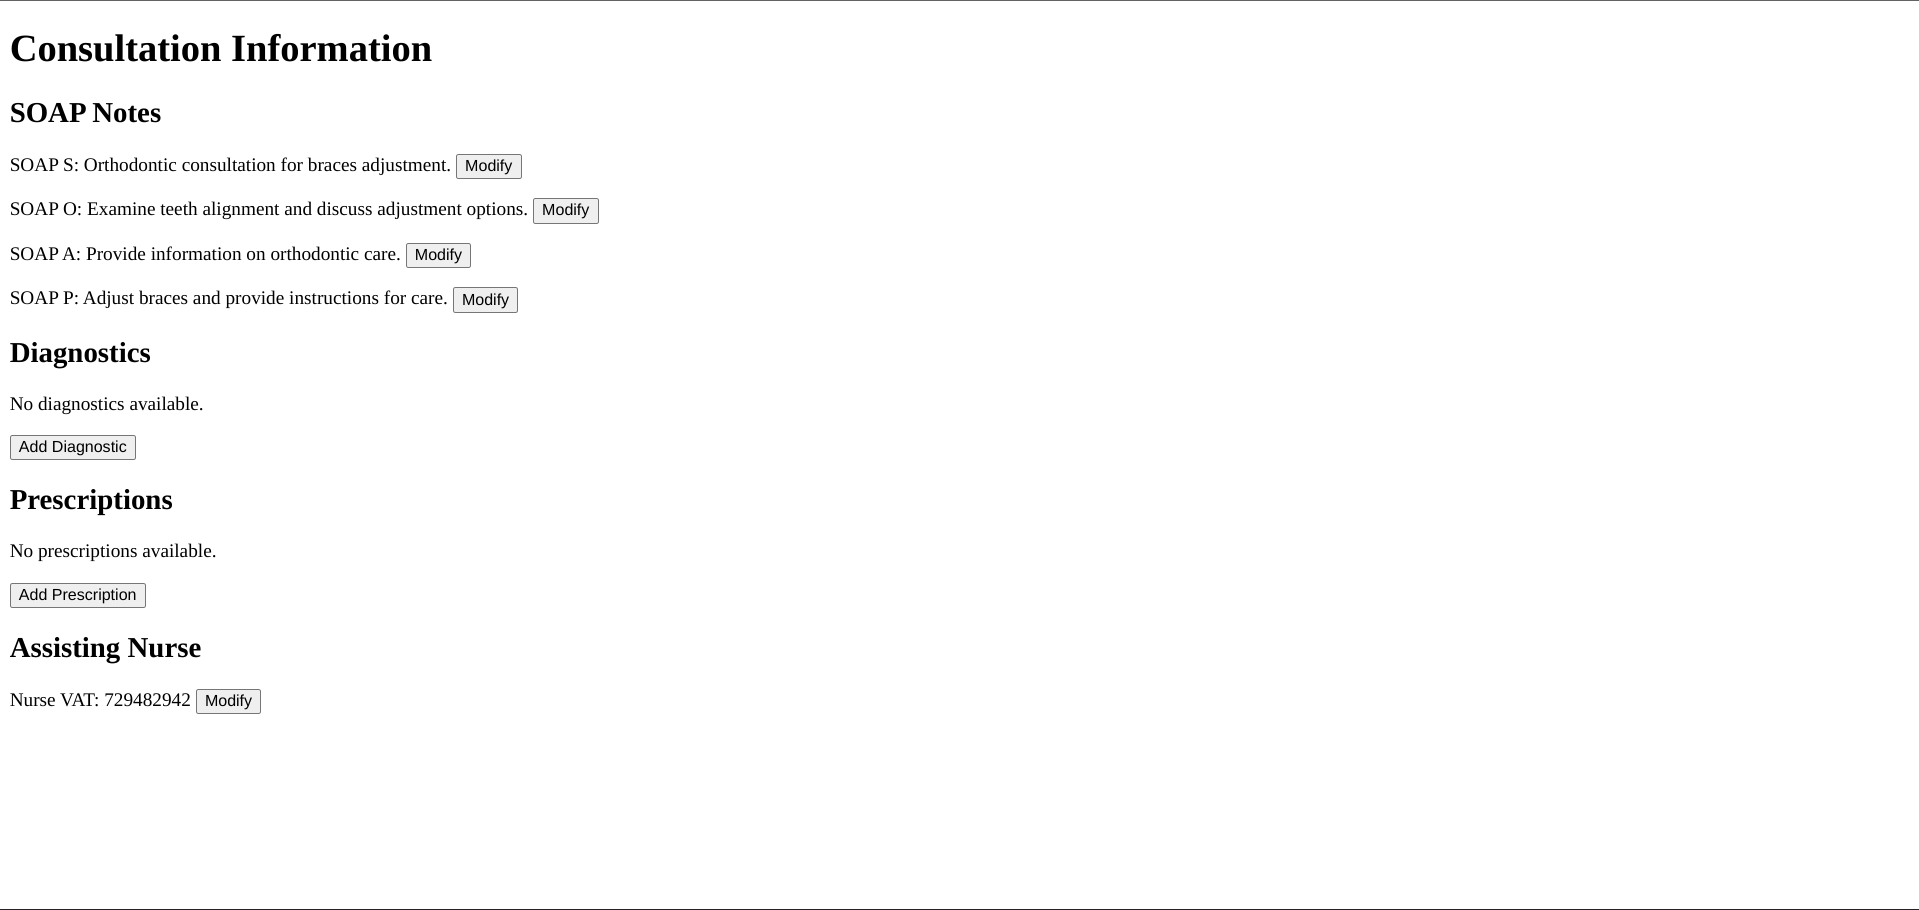 Consultation Information
SOAP Notes
SOAP S: Orthodontic consultation for braces adjustment. Modify
SOAP O: Examine teeth alignment and discuss adjustment options. Modify
SOAP A: Provide information on orthodontic care. Modify
SOAP P: Adjust braces and provide instructions for care. Modify
Diagnostics
No diagnostics available.
Add Diagnostic
Prescriptions
No prescriptions available.
Add Prescription
Assisting Nurse
Nurse VAT: 729482942 Modify